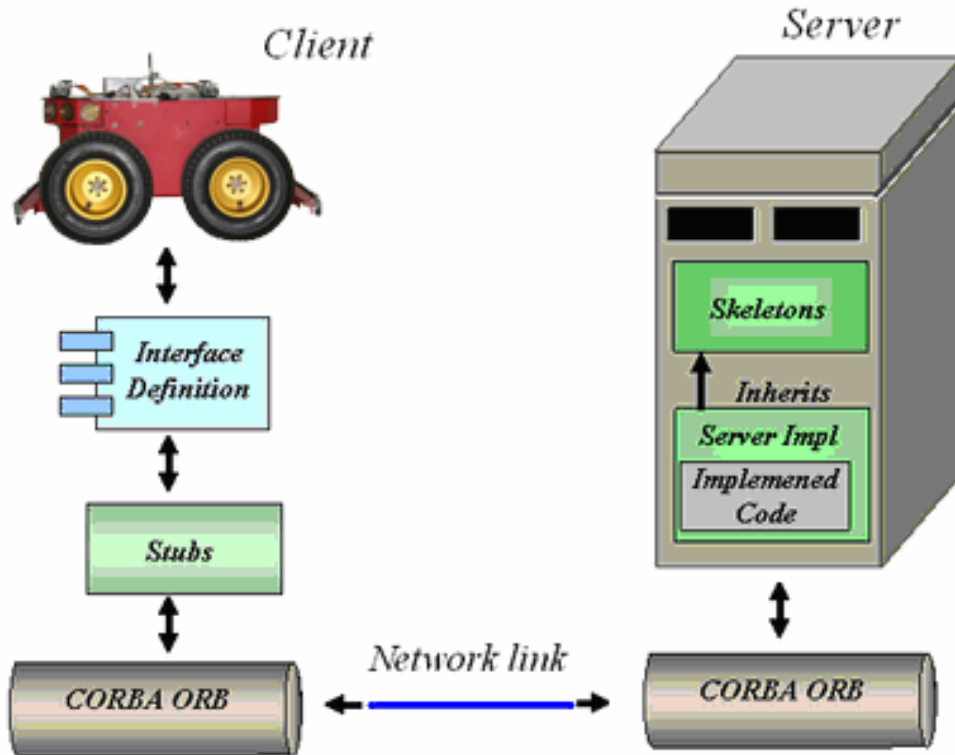 Client
Server
Interface
Definition
Stubs
CORBA ORB
Network link
Skeletons
Inherits
Server Impl
Implemened
Code
CORBA ORB